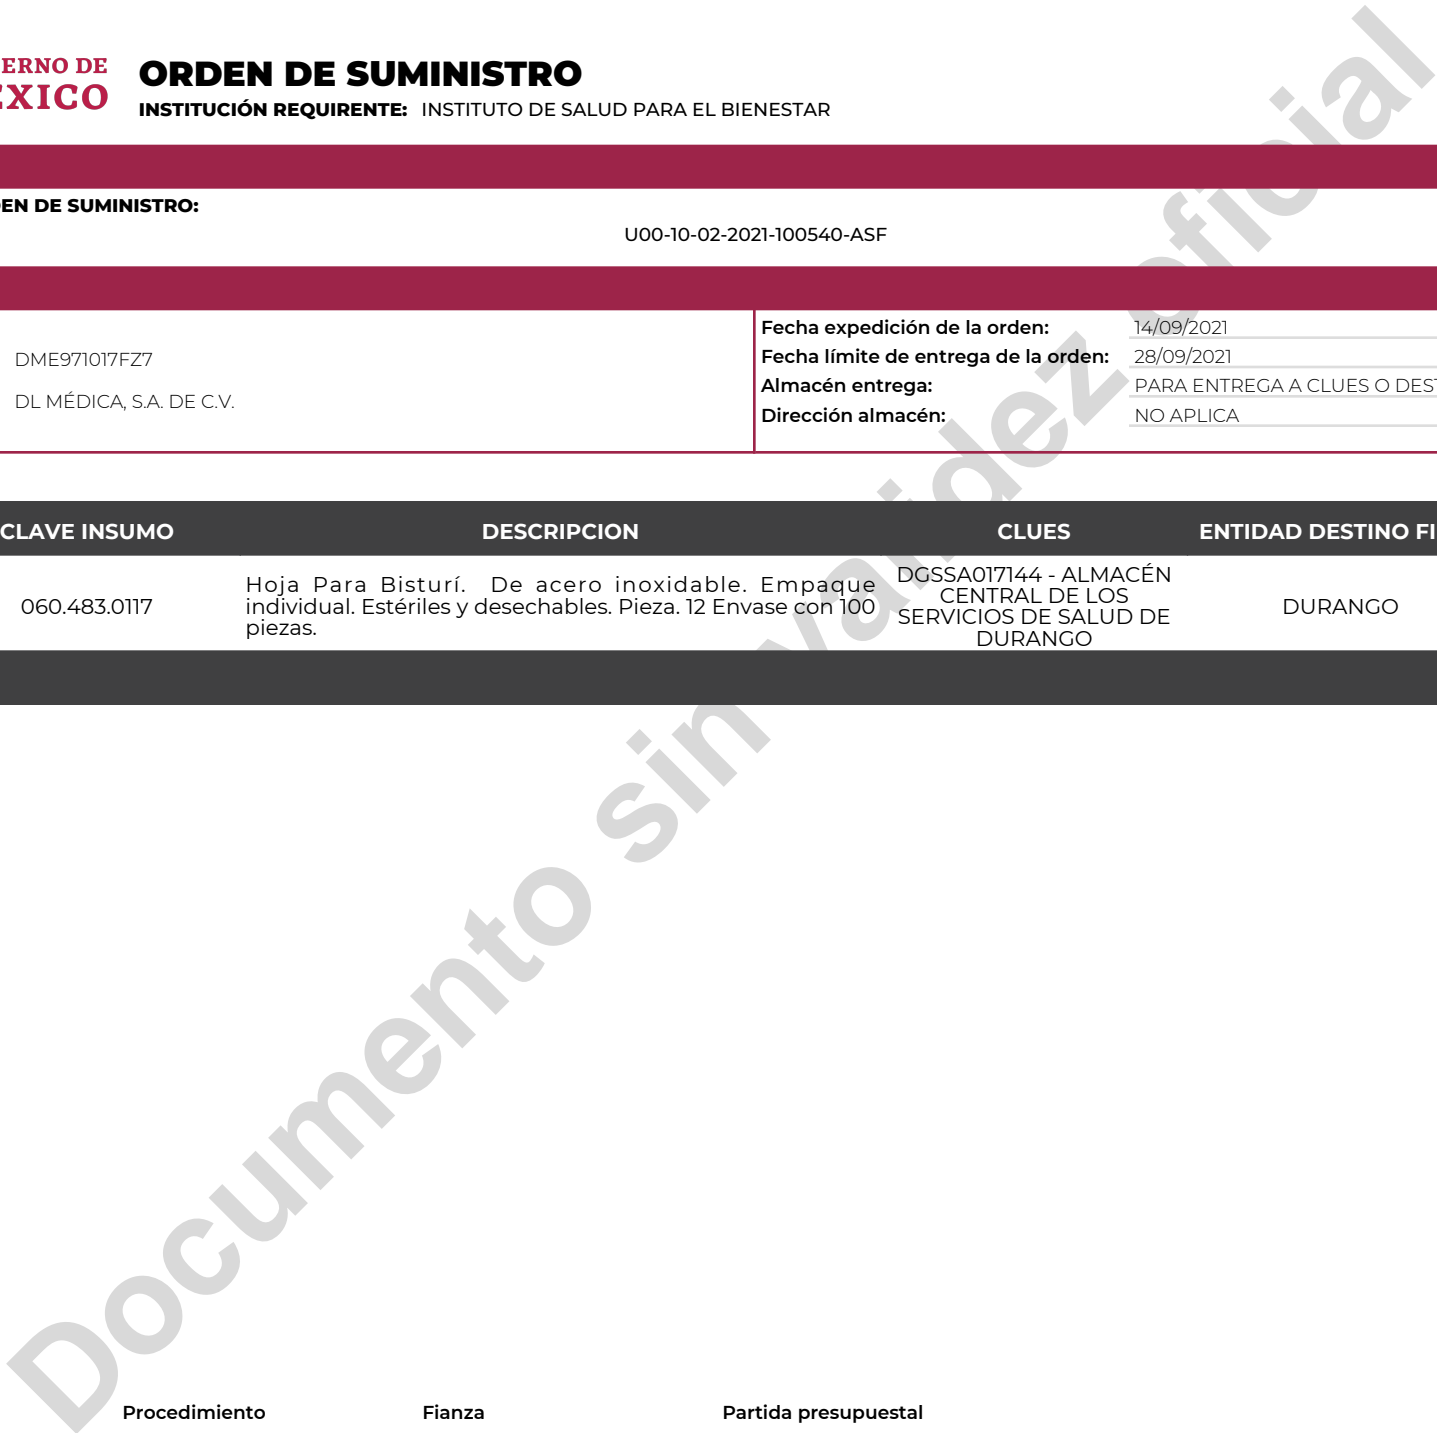 ERNO DE
ÉXICO
ORDEN DE SUMINISTRO
INSTITUCIÓN REQUIRENTE: INSTITUTO DE SALUD PARA EL BIENESTAR
EN DE SUMINISTRO:
U00-10-02-2021-100540-ASF
DME971017FZ7
DL MÉDICA, S.A. DE C.V.
Fecha expedición de la orden: 14/09/2021
Fecha límite de entrega de la orden: 28/09/2021
Almacén entrega: PARA ENTREGA A CLUES O DEST
Dirección almacén: NO APLICA
CLAVE INSUMO DESCRIPCION CLUES ENTIDAD DESTINO FI
060.483.0117
Hoja Para Bisturí. De acero inoxidable. Empaque
individual. Estériles y desechables. Pieza. 12 Envase con 100
piezas.
DGSSA017144 - ALMACÉN
CENTRAL DE LOS
SERVICIOS DE SALUD DE
DURANGO
DURANGO
Procedimiento Fianza Partida presupuestal
Documento sin validez oficial